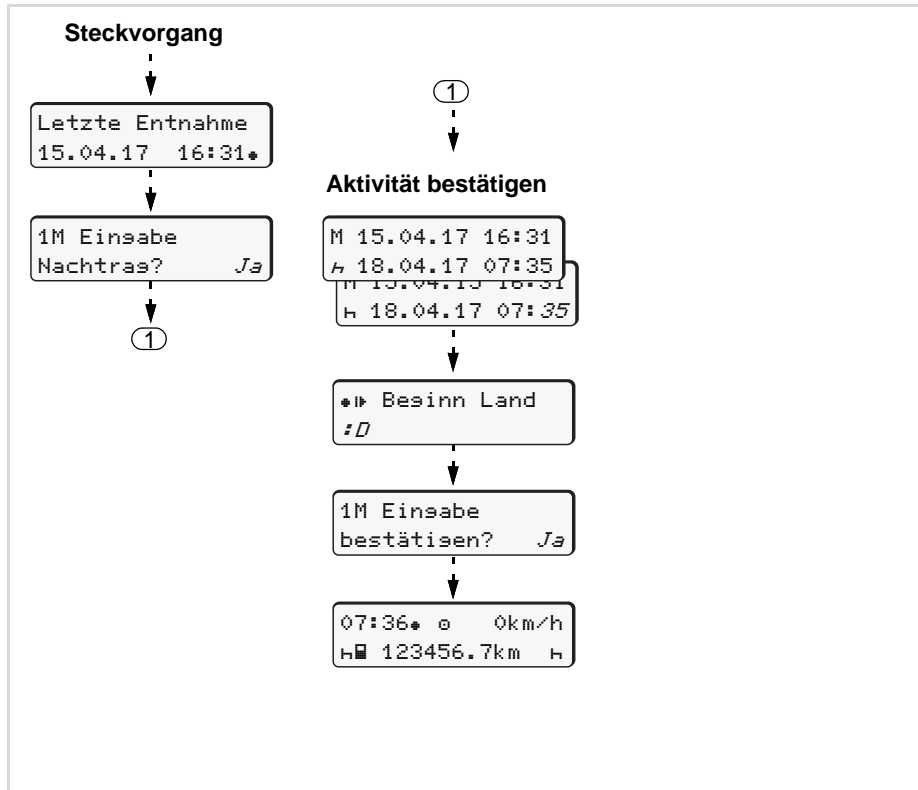 Steckvorgang
Letzte Entnahme
15.04.17 16:31
1M Eingabe
Nachtrag? Ja
1
1
Aktivität bestätigen
M 15.04.17 16:31
18.04.17 07:35
18.04.17 07:35
Beginn Land
:D
1M Eingabe
bestätigen? Ja
07:36 0km/h
123456.7km